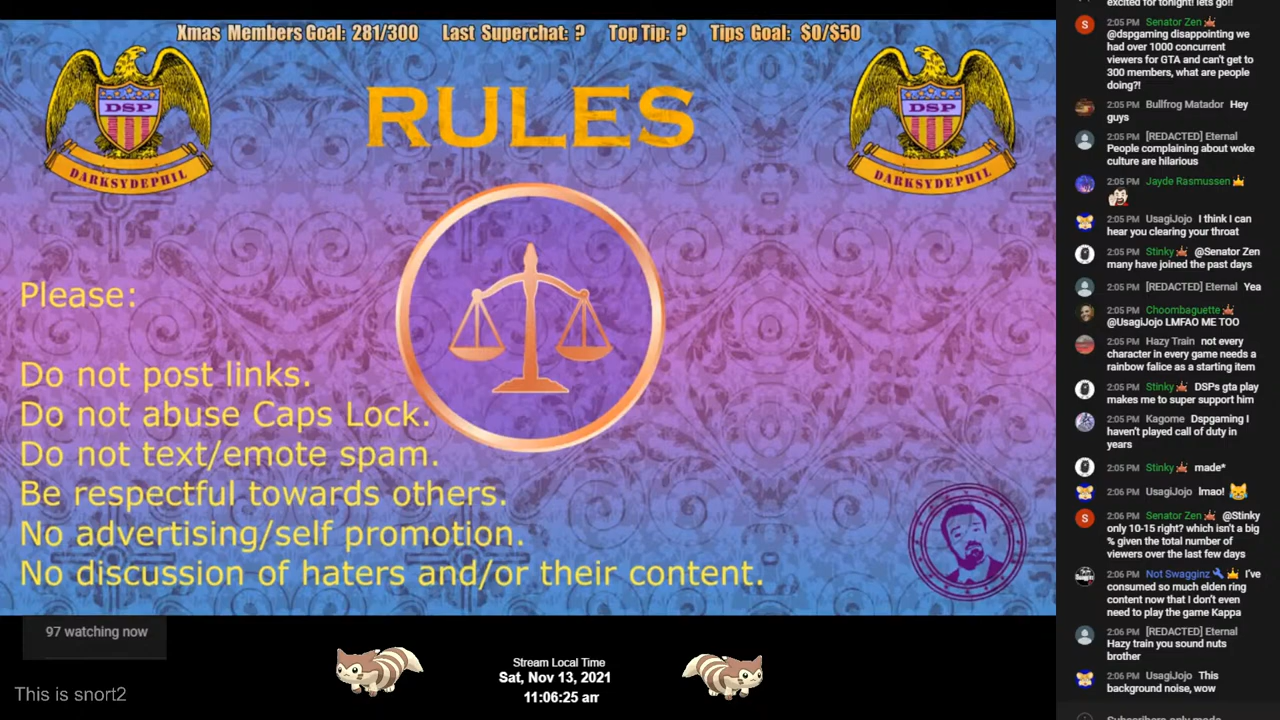 Xmas Members Goal: 281/300 Last Superchat: ? Top Tip: ? Tips Goal: $0/$50
DSP
DARKSYDEPHIL
RULES
DSP
DARKSYDEPHIL
Please:
Do not post links.
Do not abuse Caps Lock.
Do not text/emote spam.
Be respectful towards others.
No advertising/self promotion.
No discussion of haters and/or their content.
97 watching now
This is snort2
Stream Local Time
Sat, Nov 13, 2021
11:06:25 am
excited for tonight! lets go!!
S
2:05 PM Senator Zen
@dspgaming disappointing we
had over 1000 concurrent
viewers for GTA and can't get to
300 members, what are people
doing?!
2:05 PM Bullfrog Matador Hey
guys
2:05 PM [REDACTED] Eternal
People complaining about woke
culture are hilarious
2:05 PM Jayde Rasmussen
2:05 PM UsagiJojo I think I can
hear you clearing your throat
2:05 PM Stinky @Senator Zen
many have joined the past days
2:05 PM [REDACTED] Eternal Yea
2:05 PM Choombaguette
@UsagiJojo LMFAO ME TOO
2:05 PM Hazy Train not every
character in every game needs a
rainbow falice as a starting item
2:05 PM Stinky DSPs gta play
makes me to super support him
2:05 PM Kagome Dspgaming I
haven't played call of duty in
years
2:05 PM Stinky made*
2:06 PM UsagiJojo lmao!
S
2:06 PM Senator Zen @Stinky
only 10-15 right? which isn't a big
% given the total number of
viewers over the last few days
2:06 PM Not Swagginz I've
consumed so much elden ring
content now that I don't even
need to play the game Kappa
2:06 PM [REDACTED] Eternal
Hazy train you sound nuts
brother
2:06 PM UsagiJojo This
background noise, wow
Subscribers-only mode